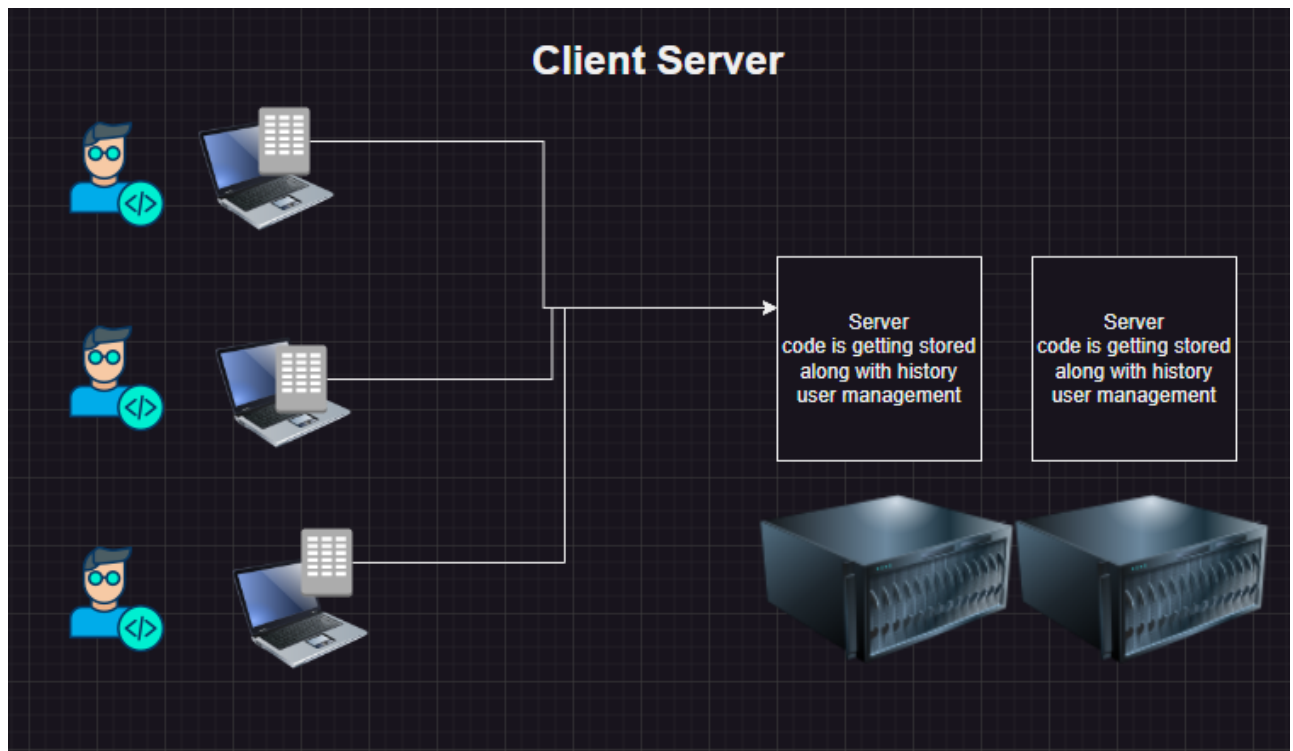 Client Server
</>
</>
</>
Server
code is getting stored
along with history
user management
Server
code is getting stored
along with history
user management